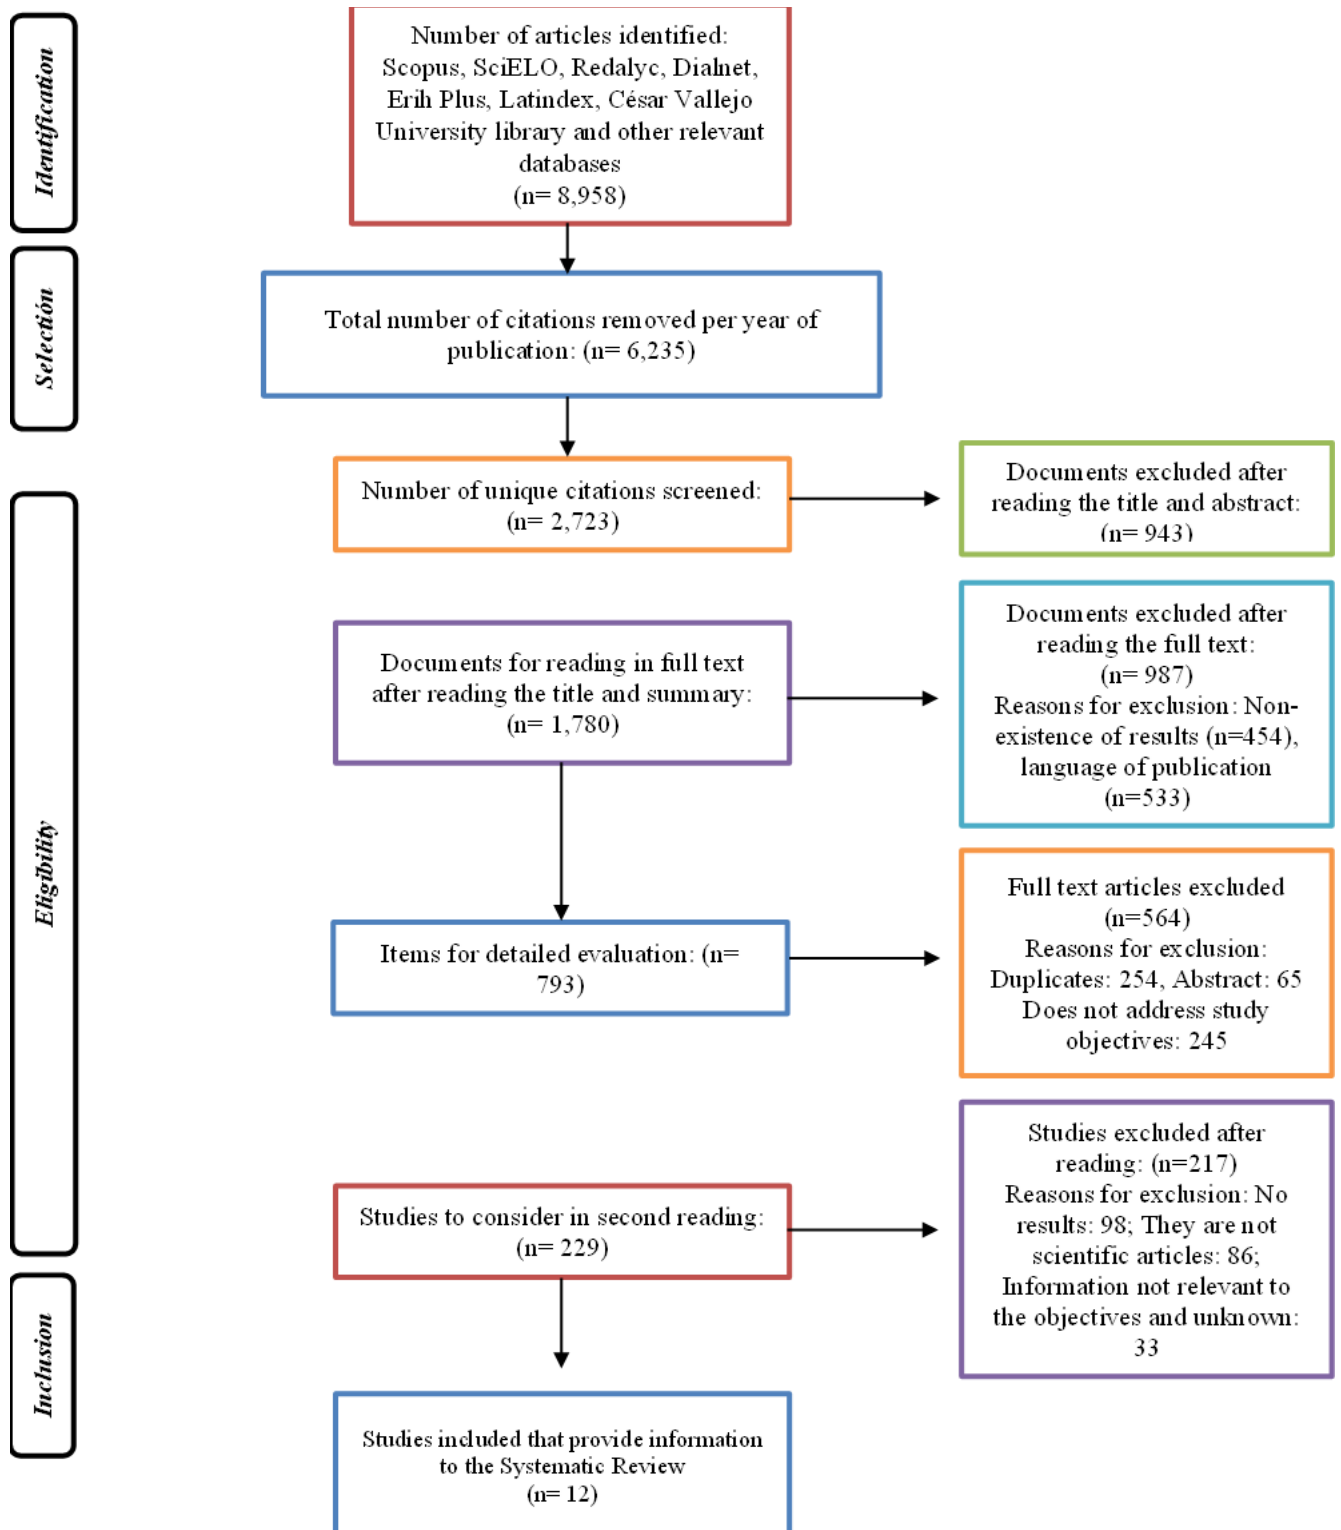 Identification
Number of articles identified:
Scopus, SciELO, Redalyc, Dialnet,
Erih Plus, Latindex, César Vallejo
University library and other relevant
databases
(n= 8,958)
Selectión
Total number of citations removed per year of
publication: (n= 6,235)
Eligibility
Number of unique citations screened:
(n= 2,723)
Documents excluded after
reading the title and abstract:
(n= 943)
Documents for reading in full text
after reading the title and summary:
(n= 1,780)
Documents excluded after
reading the full text:
(n= 987)
Reasons for exclusion: Non-
existence of results (n=454),
language of publication
(n=533)
Items for detailed evaluation: (n=
793)
Full text articles excluded
(n=564)
Reasons for exclusion:
Duplicates: 254, Abstract: 65
Does not address study
objectives: 245
Studies to consider in second reading:
(n= 229)
Studies excluded after
reading: (n=217)
Reasons for exclusion: No
results: 98; They are not
scientific articles: 86;
Information not relevant to
the objectives and unknown:
33
Inclusion
Studies included that provide information
to the Systematic Review
(n= 12)